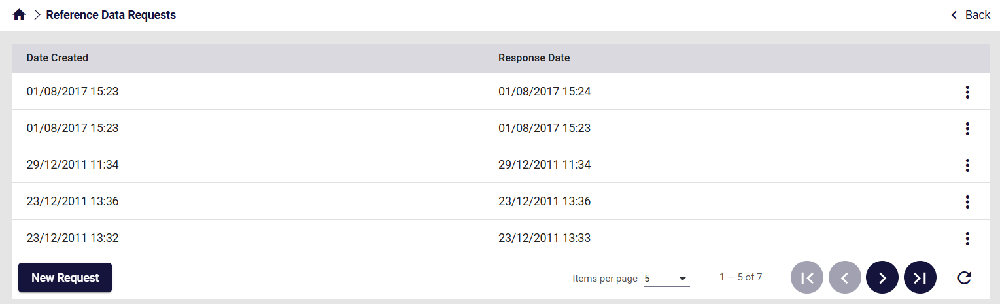 Reference Data Requests Back
Date Created Response Date
01/08/2017 15:23 01/08/2017 15:24
01/08/2017 15:23 01/08/2017 15:23
29/12/2011 11:34 29/12/2011 11:34
23/12/2011 13:36 23/12/2011 13:36
23/12/2011 13:32 23/12/2011 13:33
New Request Items per page 5 1 — 5 of 7